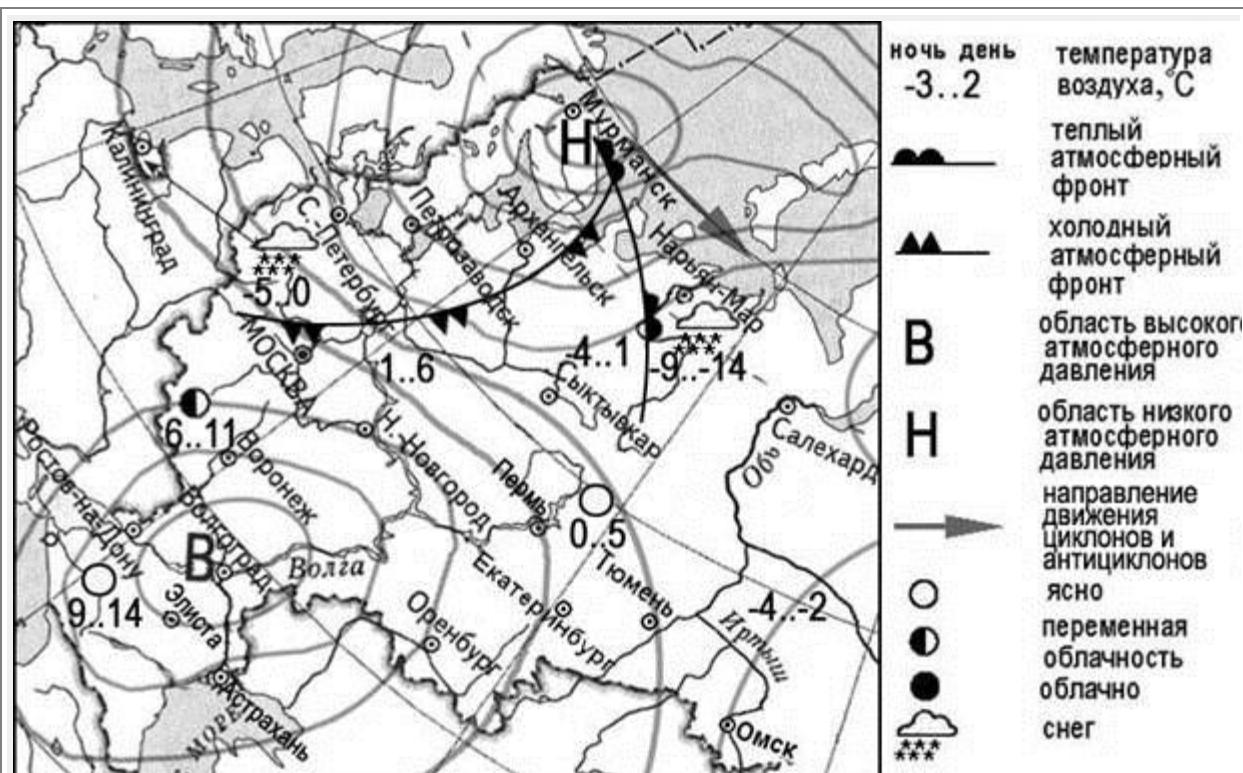 Мурманск
Н
Калининград
С.-Петербург
Петрозаводск
Архангельск
Нарьян-Мар
-5..0
МОСКВА
1..6
-4..1
-9..-14
Сыктывкар
6..11
Н.-Новгород
Салехард
Обь
Ростов-на-Дону
Воронеж
Пермь
0..5
Волгоград
В
Волга
Екатеринбург
Тюмень
9..14
Элиста
Оренбург
-4..-2
Иртыш
Астрахань
МОРЕ
Омск
ночь день
-3..2
температура
воздуха,°C
теплый
атмосферный
фронт
холодный
атмосферный
фронт
В
область высокого
атмосферного
давления
Н
область низкого
атмосферного
давления
направление
движения
циклонов и
антициклонов
ясно
переменная
облачность
облачно
снег